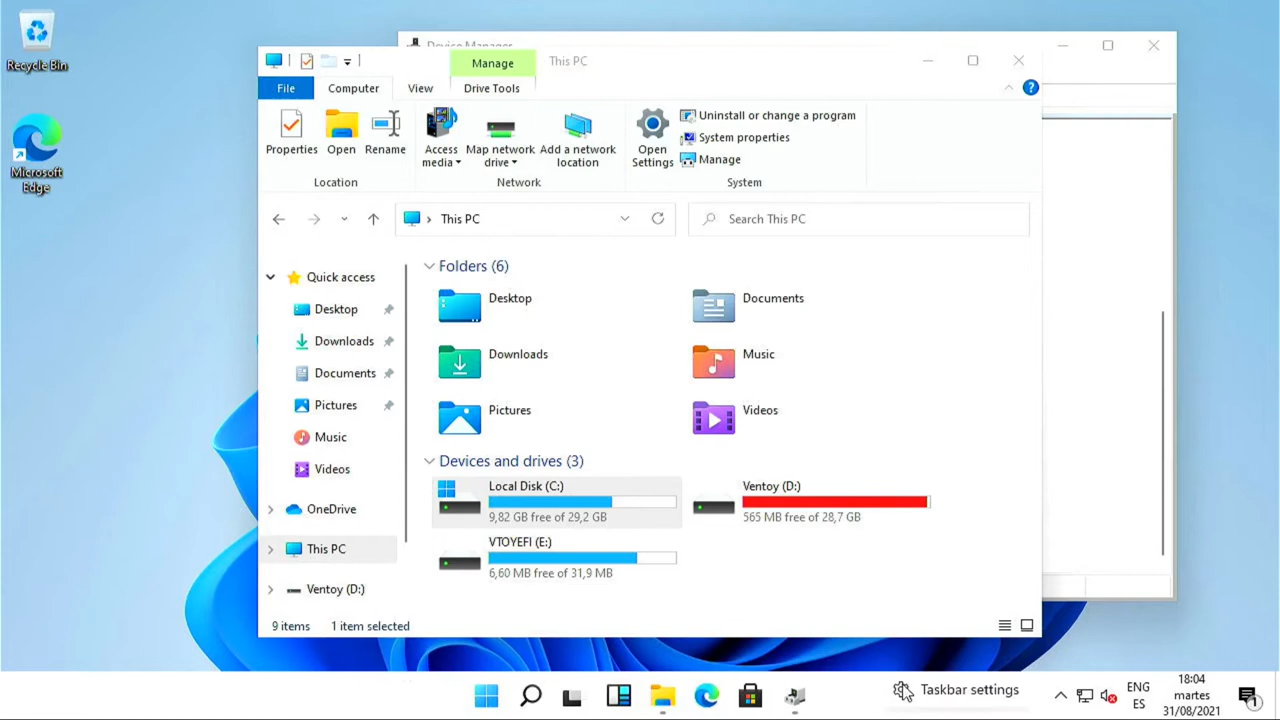 Recycle Bin
Microsoft
Edge
Device Manager
Manage
This PC
File
Computer
View
Drive Tools
Properties
Open
Rename
Access
media
Map network
drive
Add a network
location
Open
Settings
Uninstall or change a program
System properties
Manage
Location
Network
System
This PC
Search This PC
Quick access
Desktop
Downloads
Documents
Pictures
Music
Videos
OneDrive
This PC
Ventoy (D:)
Folders (6)
Desktop
Documents
Downloads
Music
Pictures
Videos
Devices and drives (3)
Local Disk (C:)
9,82 GB free of 29,2 GB
Ventoy (D:)
565 MB free of 28,7 GB
VTOYEFI (E:)
6,60 MB free of 31,9 MB
9 items
1 item selected
Taskbar settings
ENG
ES
18:04
martes
31/08/2021
1